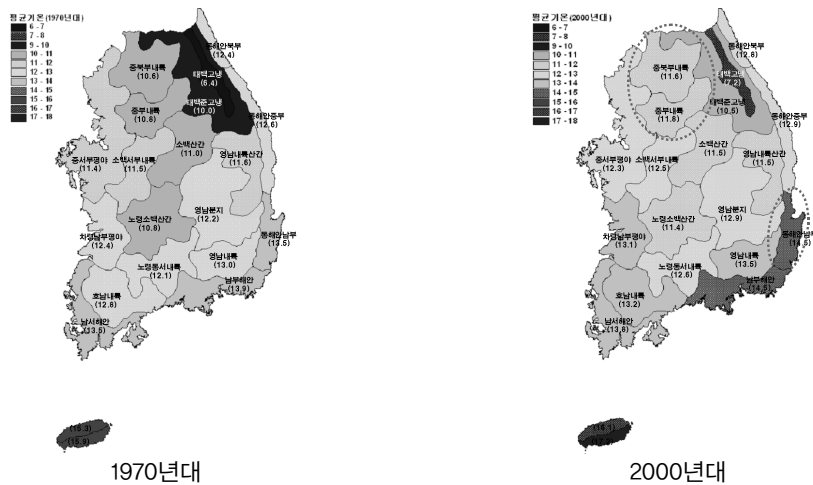 평균기온 (1970년대)
6 - 7
7 - 8
9 - 10
10 - 11
11 - 12
12 - 13
13 - 14
14 - 15
15 - 16
16 - 17
17 - 18
동해안북부
(12.4)
중북부내륙
(10.6)
태백고냉
(6.4)
중부내륙
(10.8)
태백준고냉
(10.0)
동해안중부
(12.6)
소백산간
(11.0)
중서부평야
(11.4)
소백서부내륙
(11.5)
영남내륙산간
(11.6)
노령소백산간
(10.8)
영남분지
(12.2)
차령남부평야
(12.4)
동해안남부
(13.5)
노령동서내륙
(12.1)
영남내륙
(13.0)
남부해안
(13.9)
호남내륙
(12.8)
남서해안
(13.5)
(15.9)
1970년대
평균기온 (2000년대)
6 - 7
7 - 8
9 - 10
10 - 11
11 - 12
12 - 13
13 - 14
14 - 15
15 - 16
16 - 17
17 - 18
동해안북부
(12.6)
중북부내륙
(11.6)
태백고냉
(7.2)
중부내륙
(11.8)
태백준고냉
(10.5)
동해안중부
(12.9)
소백산간
(11.5)
중서부평야
(12.3)
소백서부내륙
(12.5)
영남내륙산간
(11.5)
노령소백산간
(11.4)
영남분지
(12.9)
차령남부평야
(13.1)
동해안남부
(14.5)
노령동서내륙
(12.6)
영남내륙
(13.5)
남부해안
(14.5)
호남내륙
(13.2)
남서해안
(13.8)
2000년대